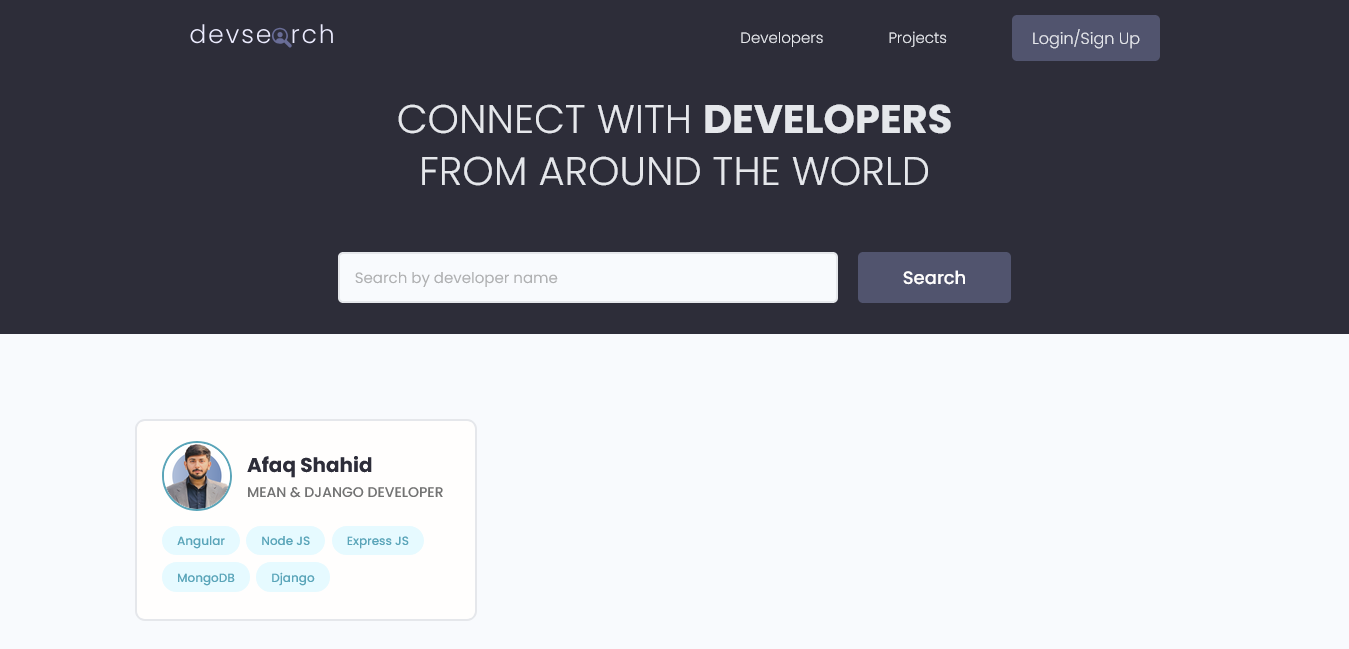 devsearch
Developers
Projects
Login/Sign Up
CONNECT WITH DEVELOPERS
FROM AROUND THE WORLD
Search by developer name
Search
Afaq Shahid
MEAN & DJANGO DEVELOPER
Angular
Node JS
Express JS
MongoDB
Django